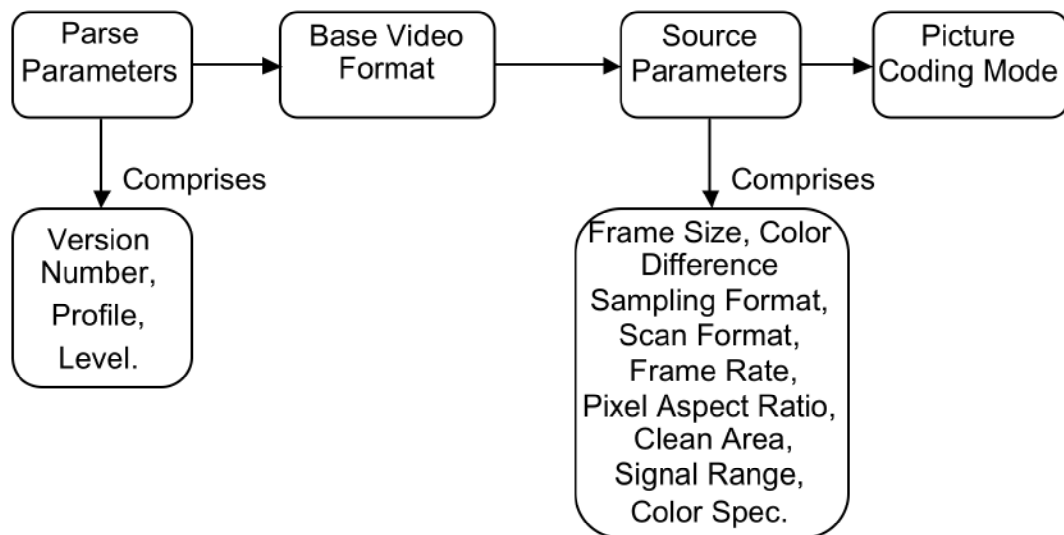 Parse
Parameters
Base Video
Format
Source
Parameters
Picture
Coding Mode
Comprises
Comprises
Version
Number,
Profile,
Level.
Frame Size, Color
Difference
Sampling Format,
Scan Format,
Frame Rate,
Pixel Aspect Ratio,
Clean Area,
Signal Range,
Color Spec.